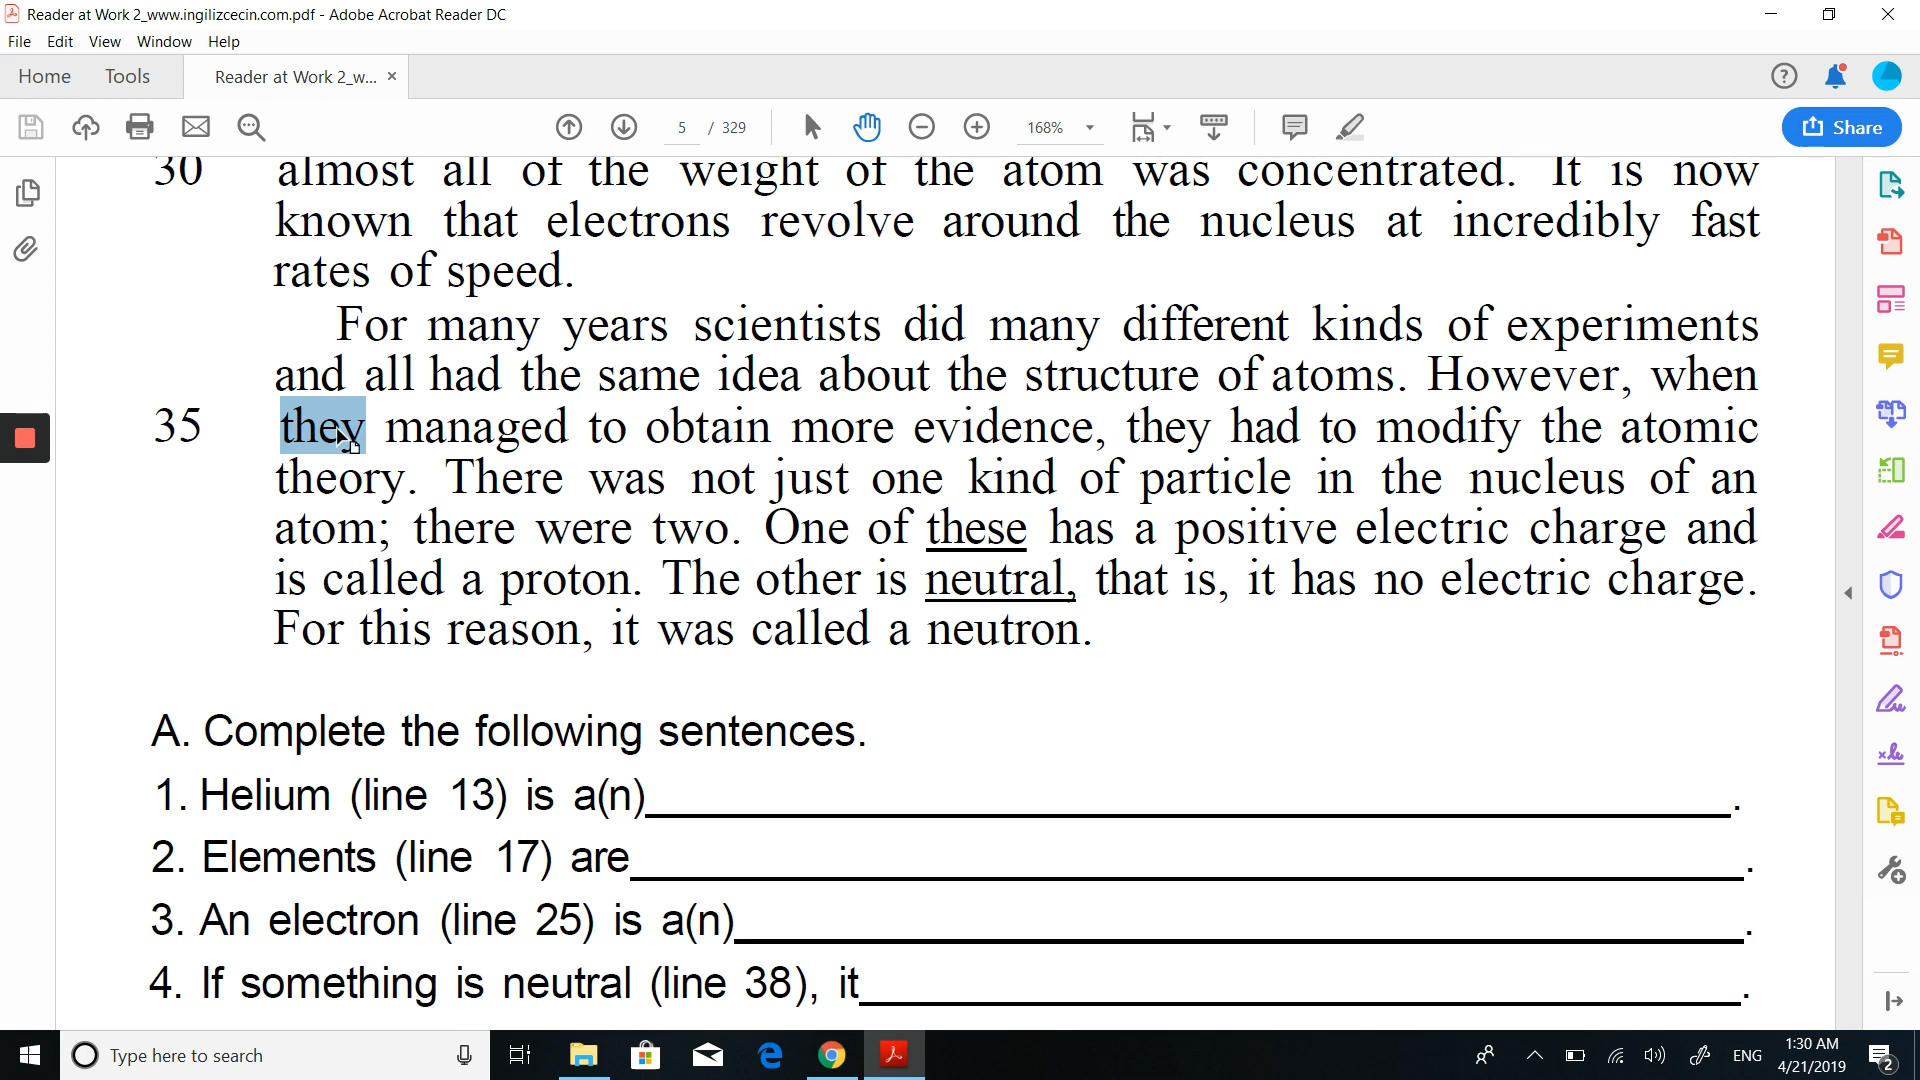 Reader at Work 2_www.ingilizcecin.com.pdf - Adobe Acrobat Reader DC
File Edit View Window Help
Home Tools Reader at Work 2_w... ×
5 / 329 168% Share
30 almost all of the weight of the atom was concentrated. It is now
known that electrons revolve around the nucleus at incredibly fast
rates of speed.
For many years scientists did many different kinds of experiments
and all had the same idea about the structure of atoms. However, when
35 they managed to obtain more evidence, they had to modify the atomic
theory. There was not just one kind of particle in the nucleus of an
atom; there were two. One of these has a positive electric charge and
is called a proton. The other is neutral, that is, it has no electric charge.
For this reason, it was called a neutron.
A. Complete the following sentences.
1. Helium (line 13) is a(n)____________.
2. Elements (line 17) are____________.
3. An electron (line 25) is a(n)____________.
4. If something is neutral (line 38), it____________.
Type here to search
ENG
1:30 AM
4/21/2019
2